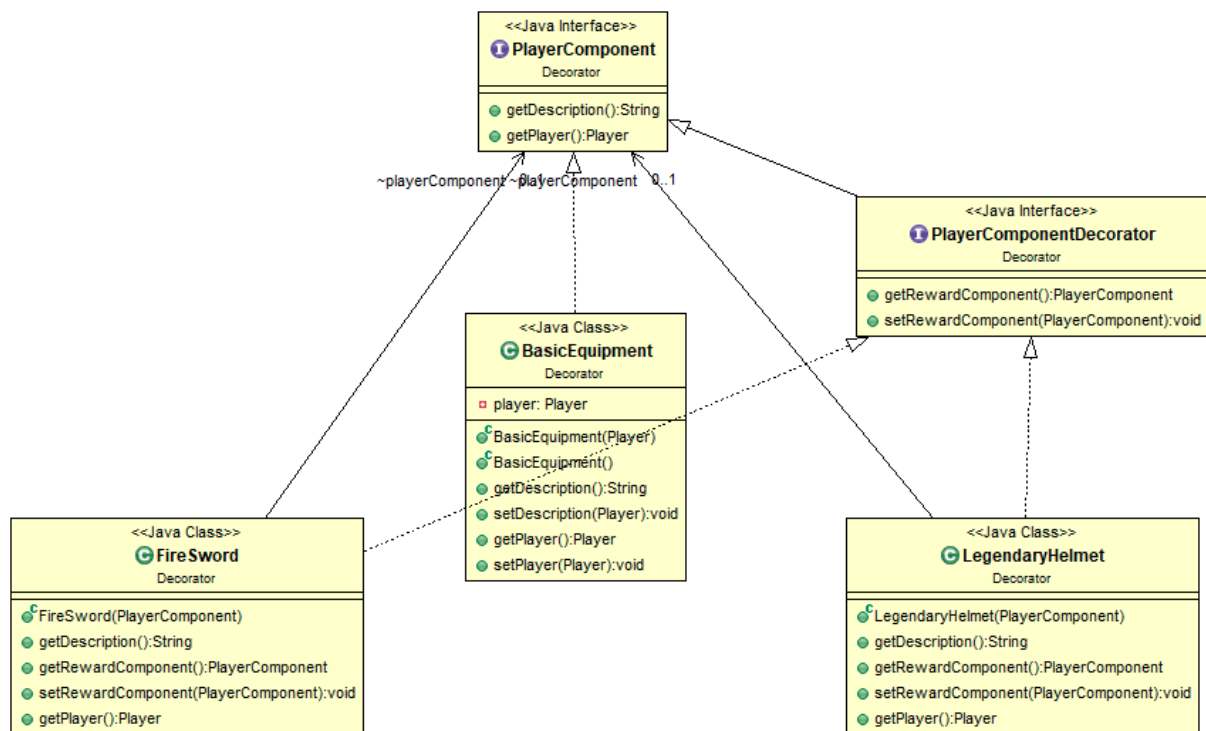 <<Java Interface>>
PlayerComponent
Decorator
getDescription():String
getPlayer():Player
~playerComponent 0..1
~playerComponent 0..1
<<Java Interface>>
PlayerComponentDecorator
Decorator
getRewardComponent():PlayerComponent
setRewardComponent(PlayerComponent):void
<<Java Class>>
BasicEquipment
Decorator
player: Player
BasicEquipment(Player)
BasicEquipment()
getDescription():String
setDescription(Player):void
getPlayer():Player
setPlayer(Player):void
<<Java Class>>
FireSword
Decorator
FireSword(PlayerComponent)
getDescription():String
getRewardComponent():PlayerComponent
setRewardComponent(PlayerComponent):void
getPlayer():Player
<<Java Class>>
LegendaryHelmet
Decorator
LegendaryHelmet(PlayerComponent)
getDescription():String
getRewardComponent():PlayerComponent
setRewardComponent(PlayerComponent):void
getPlayer():Player